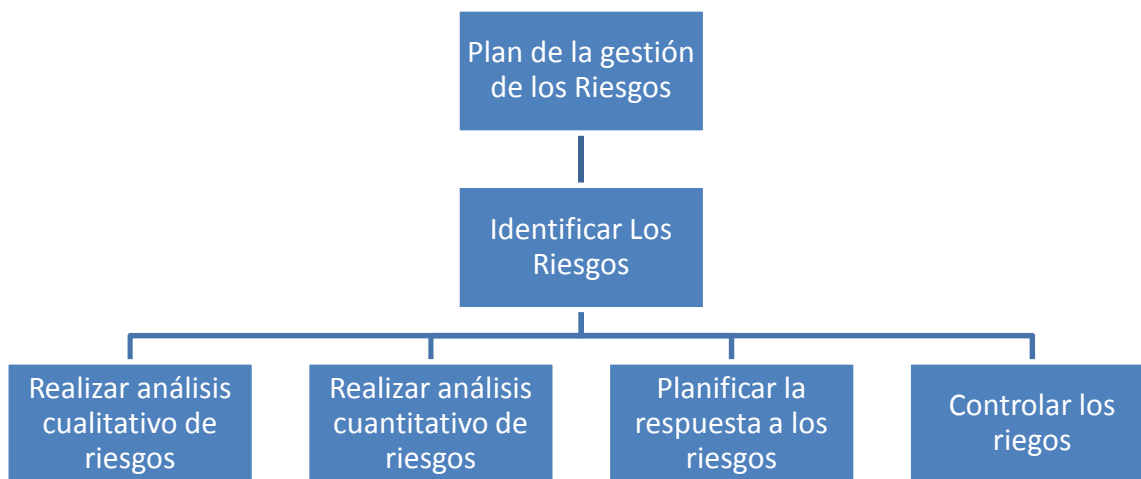 Plan de la gestión
de los Riesgos
Identificar Los
Riesgos
Realizar análisis
cualitativo de
riesgos
Realizar análisis
cuantitativo de
riesgos
Planificar la
respuesta a los
riesgos
Controlar los
riegos